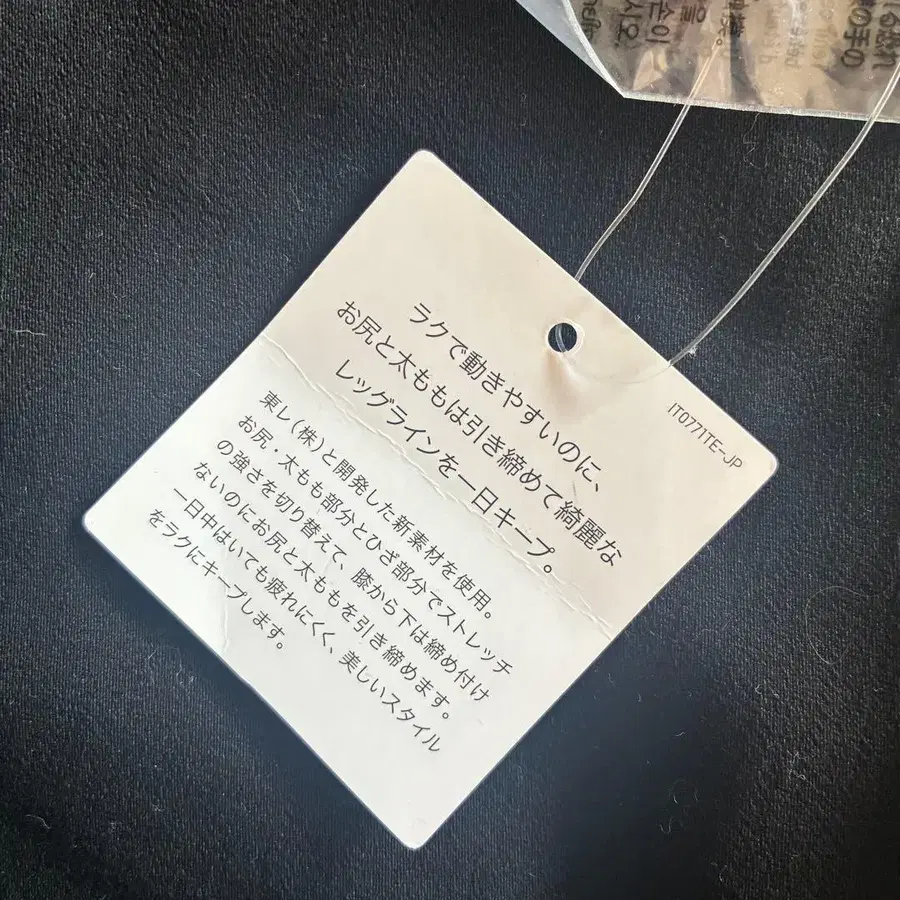 IT0771TE-JP
ラクで動きやすいのに、
お尻と太ももは引き締めて綺麗な
レッグラインを一日キープ。
東レ(株)と開発した新素材を使用。
お尻・太もも部分とひざ部分でストレッチ
の強さを切り替えて、膝から下は締め付け
ないのにお尻と太ももを引き締めます。
一日中はいても疲れにくく、美しいスタイル
をラクにキープします。
손이
시오.